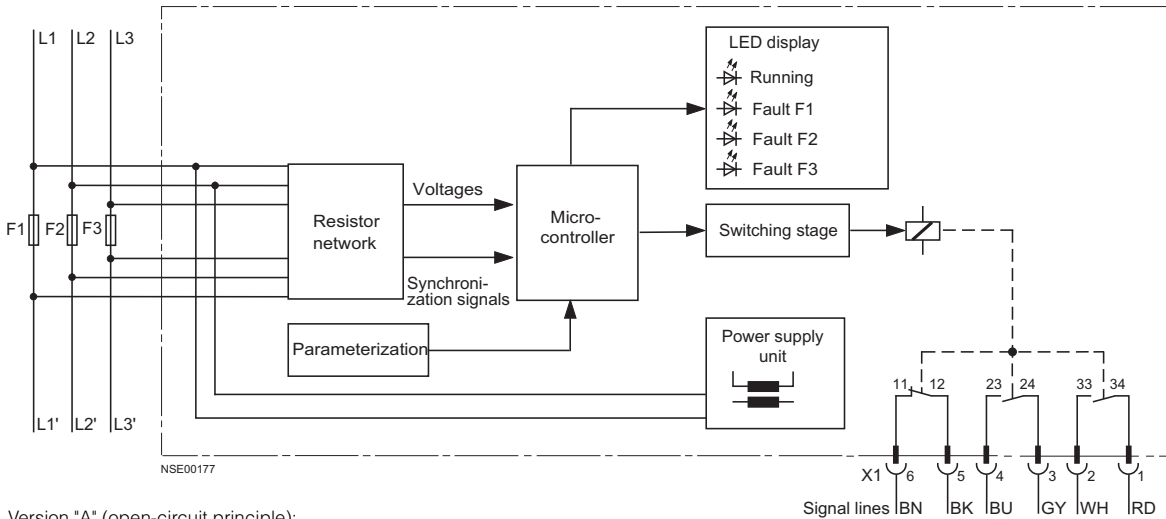 L1 L2 L3
LED display
Running
Fault F1
Fault F2
Fault F3
Voltages
Resistor
network
Micro-
controller
Switching stage
F1 F2 F3
Synchroni-
zation signals
Parameterization
Power supply
unit
11 12 23 24 33 34
L1' L2' L3'
NSE00177
X1 6 5 4 3 2 1
Signal lines BN BK BU GY WH RD
Version "A" (open-circuit principle):